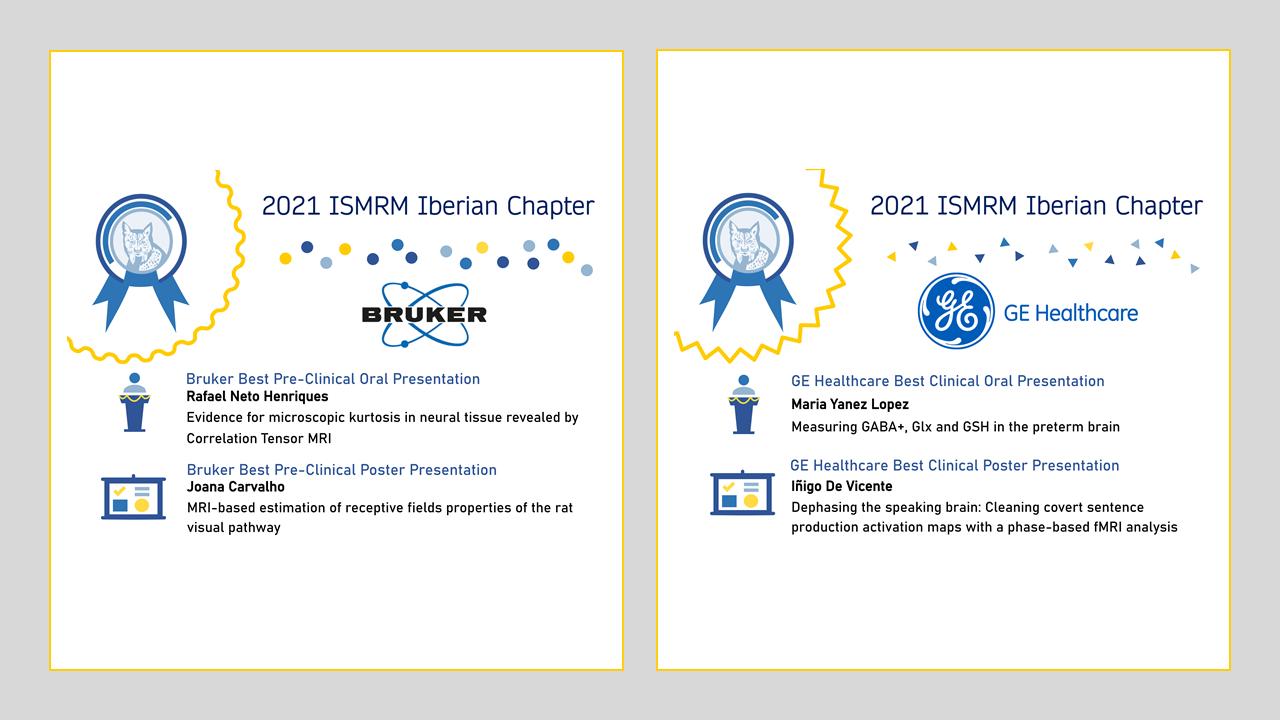 2021 ISMRM Iberian Chapter
BRUKER
Bruker Best Pre-Clinical Oral Presentation
Rafael Neto Henriques
Evidence for microscopic kurtosis in neural tissue revealed by
Correlation Tensor MRI
Bruker Best Pre-Clinical Poster Presentation
Joana Carvalho
MRI-based estimation of receptive fields properties of the rat
visual pathway
2021 ISMRM Iberian Chapter
GE GE Healthcare
GE Healthcare Best Clinical Oral Presentation
Maria Yanez Lopez
Measuring GABA+, Glx and GSH in the preterm brain
GE Healthcare Best Clinical Poster Presentation
Iñigo De Vicente
Dephasing the speaking brain: Cleaning covert sentence
production activation maps with a phase-based fMRI analysis